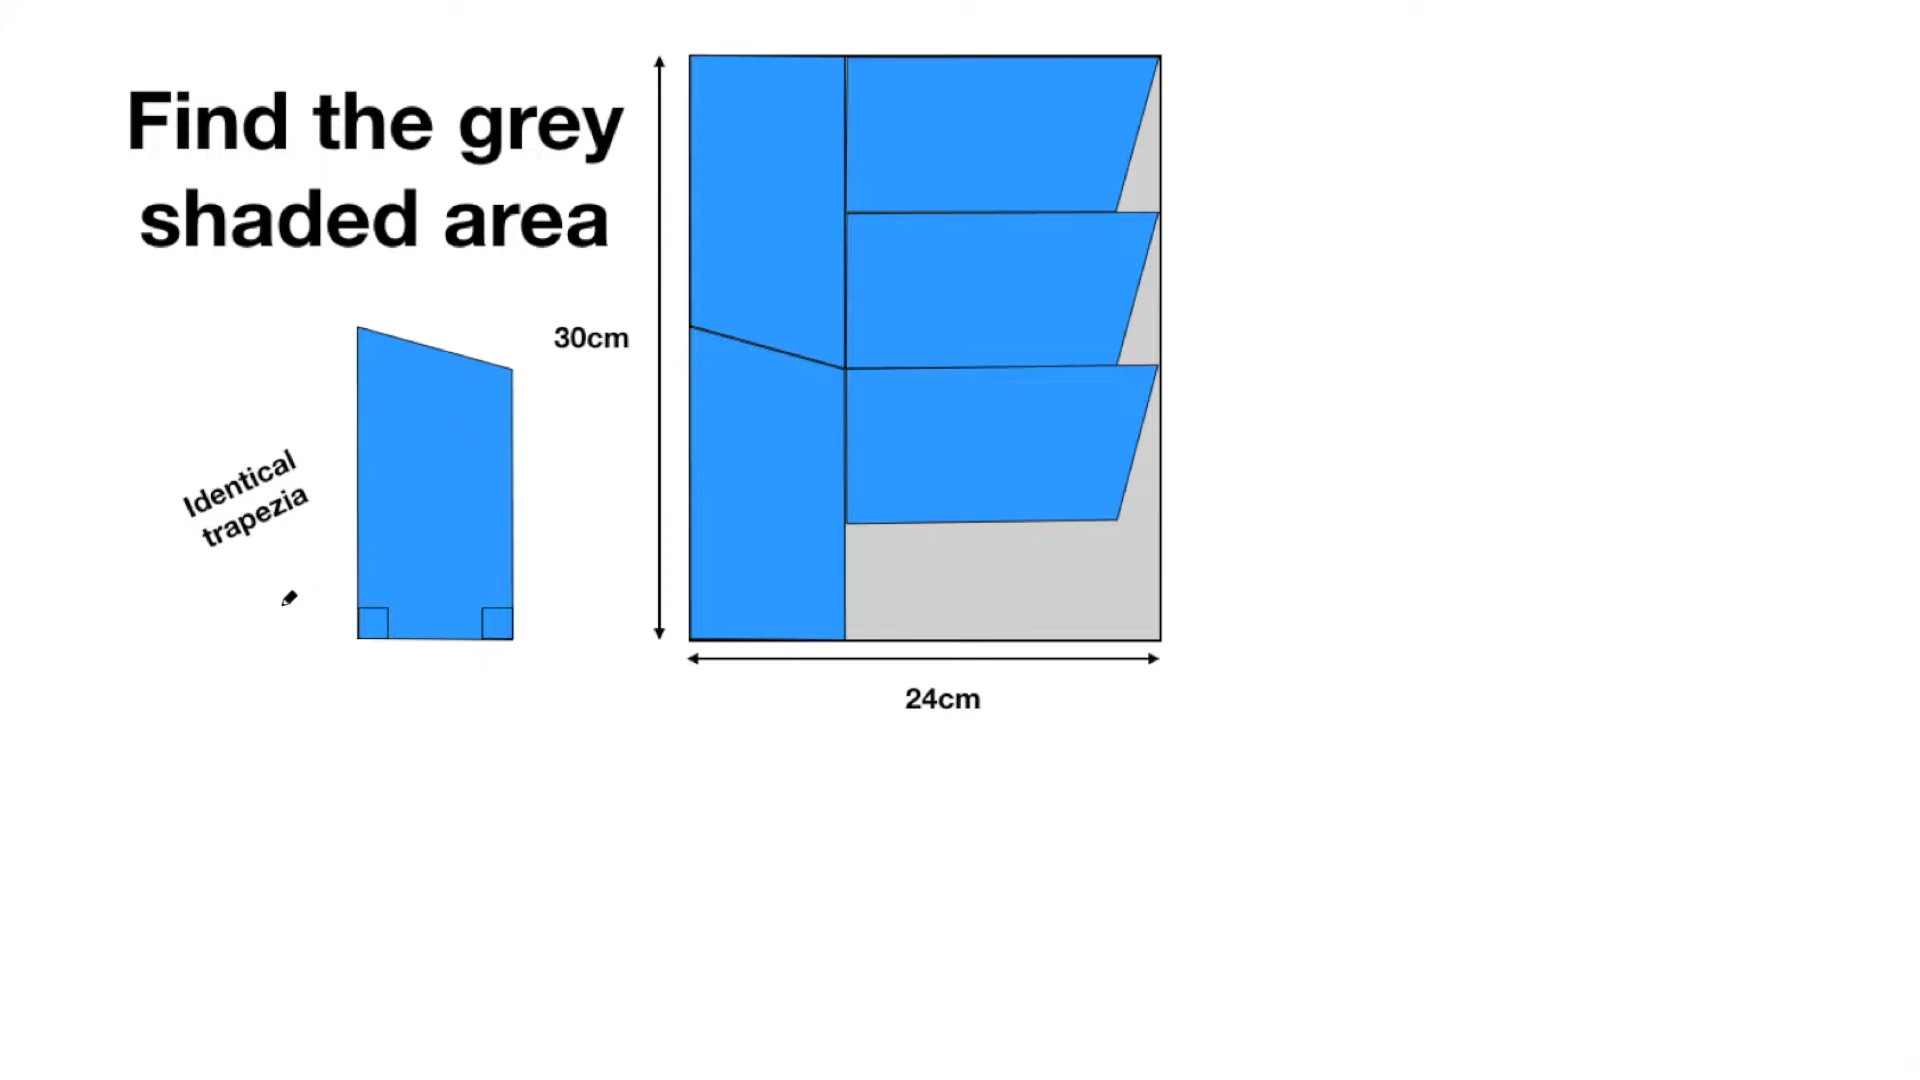 Find the grey
shaded area
30cm
Identical
trapezia
24cm